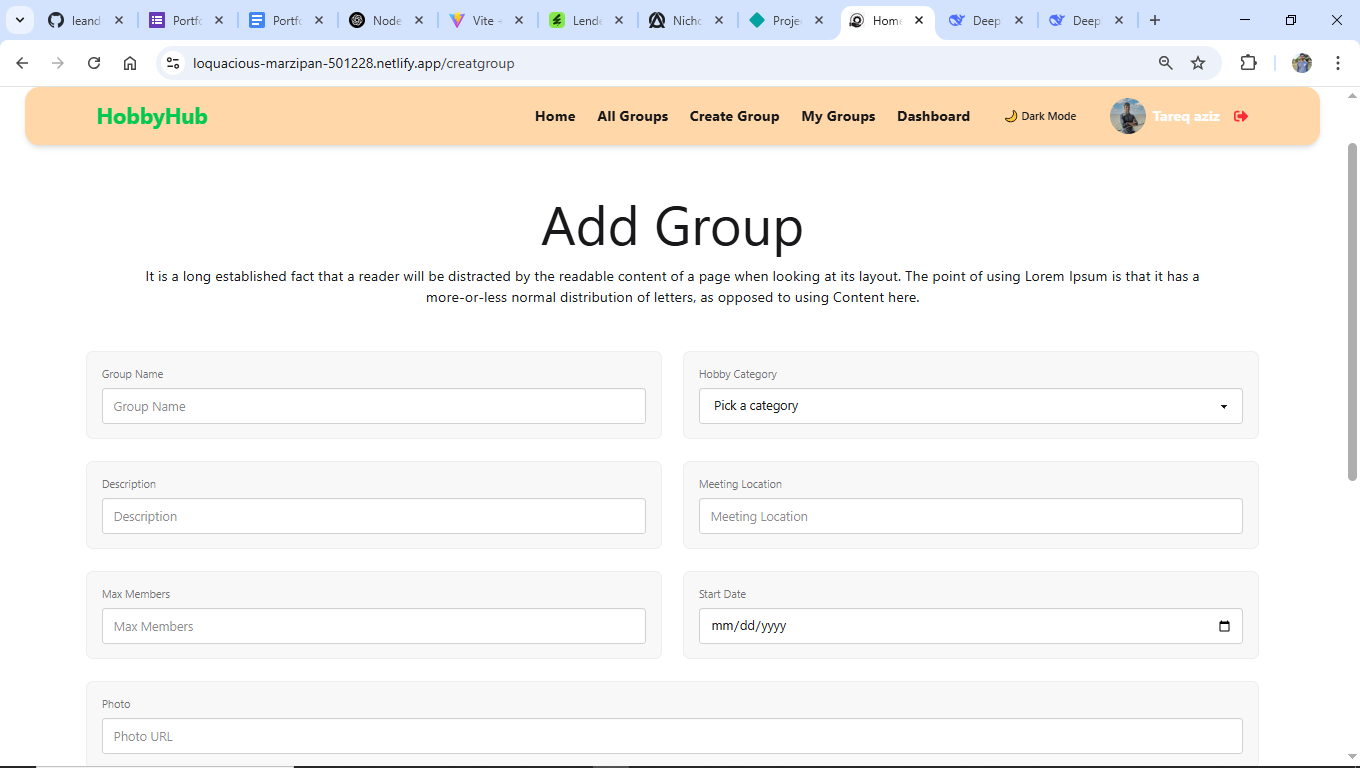 leand
Portfo
Portfo
Node
Vite -
Lende
Nicho
Projec
Home
Deep
Deep
loquacious-marzipan-501228.netlify.app/creatgroup
HobbyHub
Home
All Groups
Create Group
My Groups
Dashboard
🌙 Dark Mode
Tareq aziz
Add Group
It is a long established fact that a reader will be distracted by the readable content of a page when looking at its layout. The point of using Lorem Ipsum is that it has a
more-or-less normal distribution of letters, as opposed to using Content here.
Group Name
Group Name
Hobby Category
Pick a category
Description
Description
Meeting Location
Meeting Location
Max Members
Max Members
Start Date
mm/dd/yyyy
Photo
Photo URL